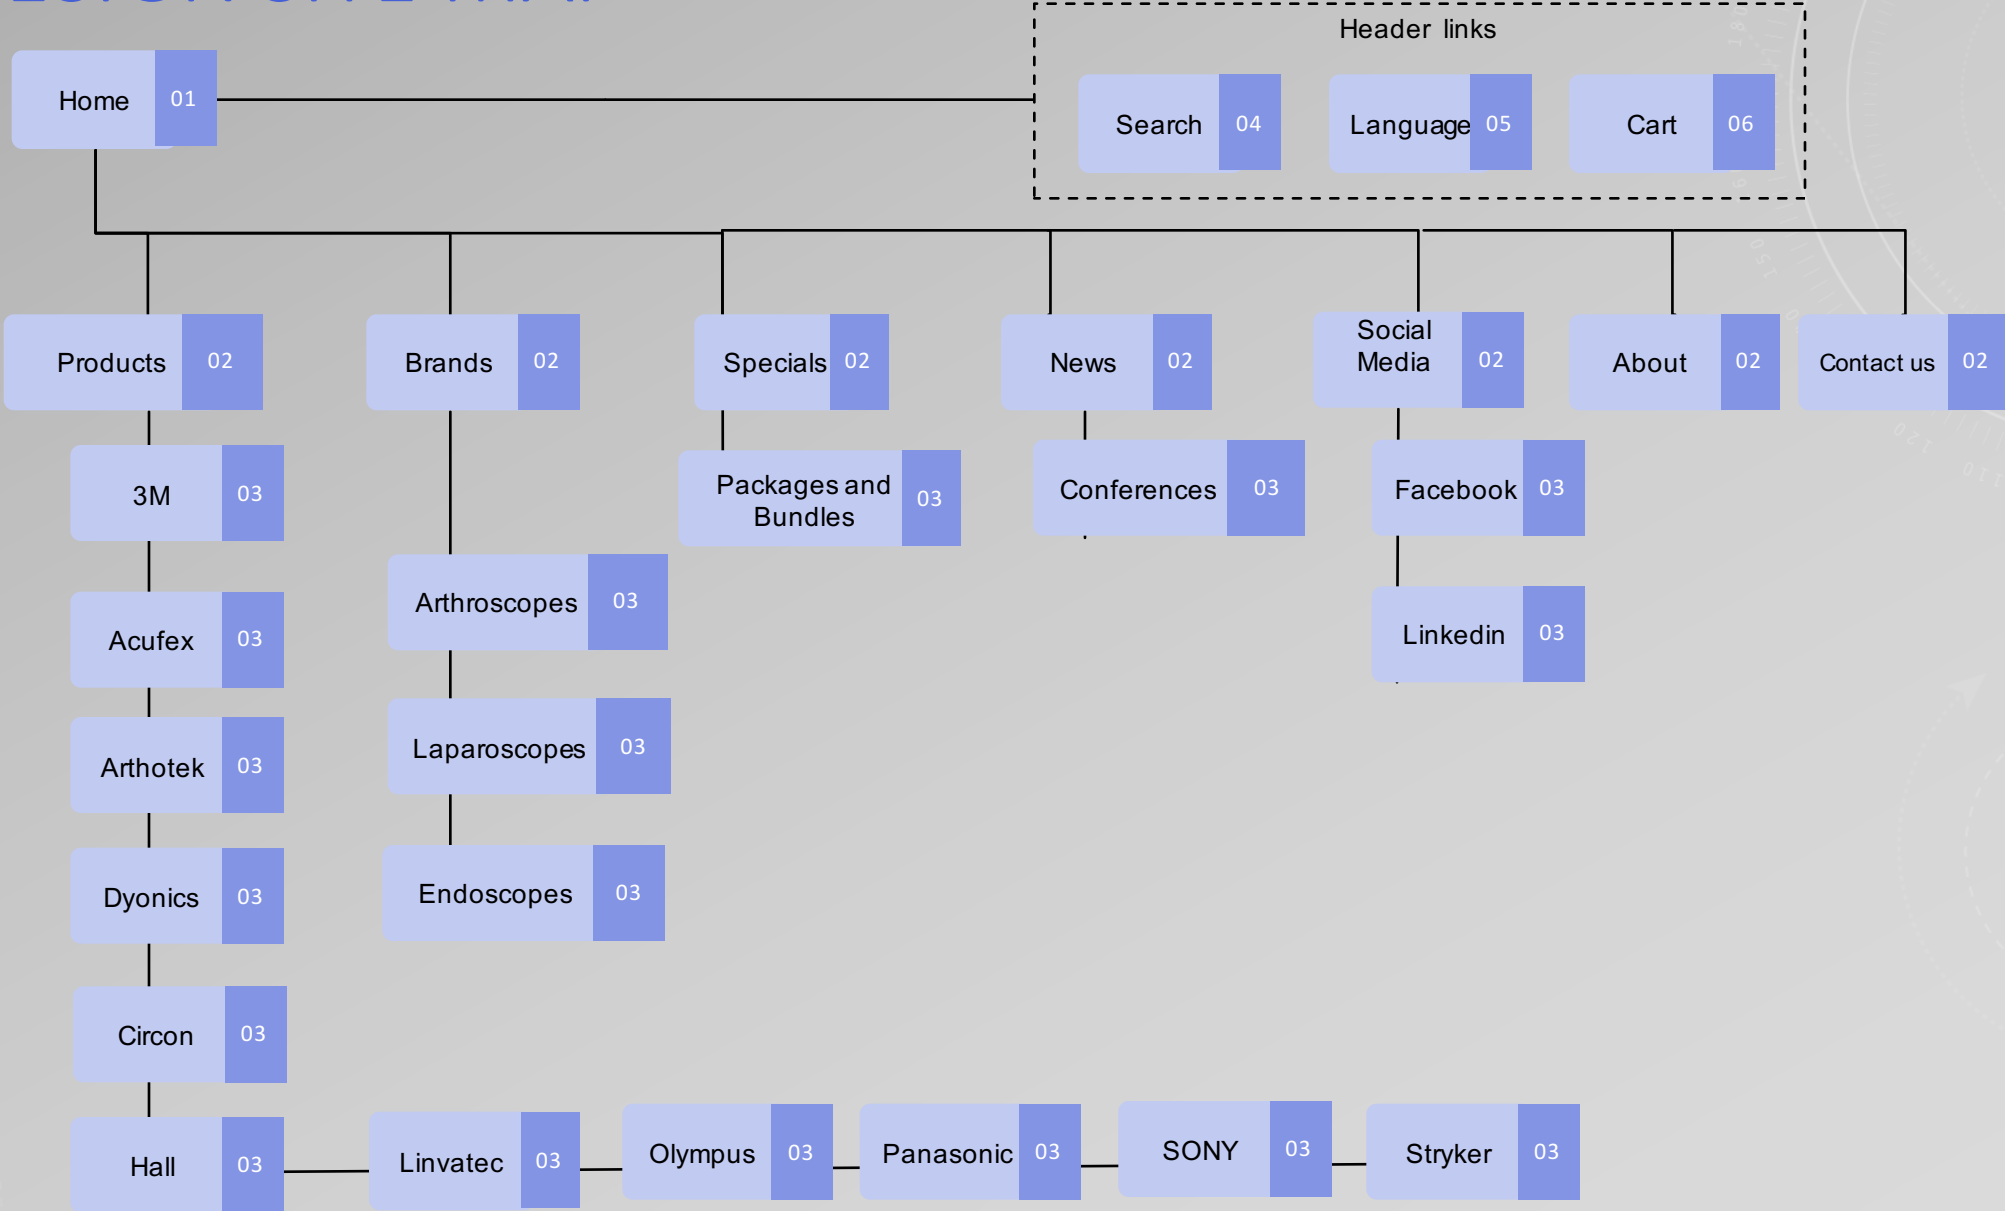 Header links
Home 01
Search 04
Language 05
Cart 06
Products 02
Brands 02
Specials 02
News 02
Social
Media 02
About 02
Contact us 02
3M 03
Acufex 03
Arthotek 03
Dyonics 03
Circon 03
Hall 03
Linvatec 03
Olympus 03
Panasonic 03
SONY 03
Stryker 03
Arthroscopes 03
Laparoscopes 03
Endoscopes 03
Packages and
Bundles 03
Conferences 03
Facebook 03
Linkedin 03
150
120